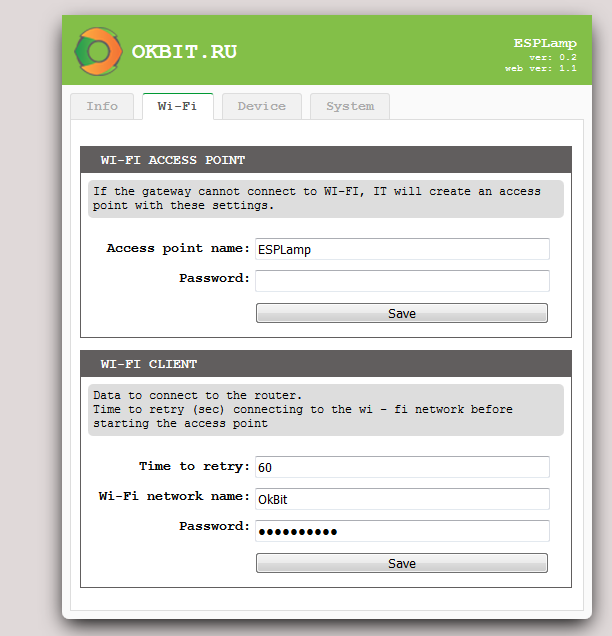 OKBIT.RU
ESPLamp
ver: 0.2
web ver: 1.1
Info
Wi-Fi
Device
System
WI-FI ACCESS POINT
If the gateway cannot connect to WI-FI, IT will create an access
point with these settings.
Access point name: ESPLamp
Password:
Save
WI-FI CLIENT
Data to connect to the router.
Time to retry (sec) connecting to the wi - fi network before
starting the access point
Time to retry: 60
Wi-Fi network name: OkBit
Password: ●●●●●●●●●●
Save